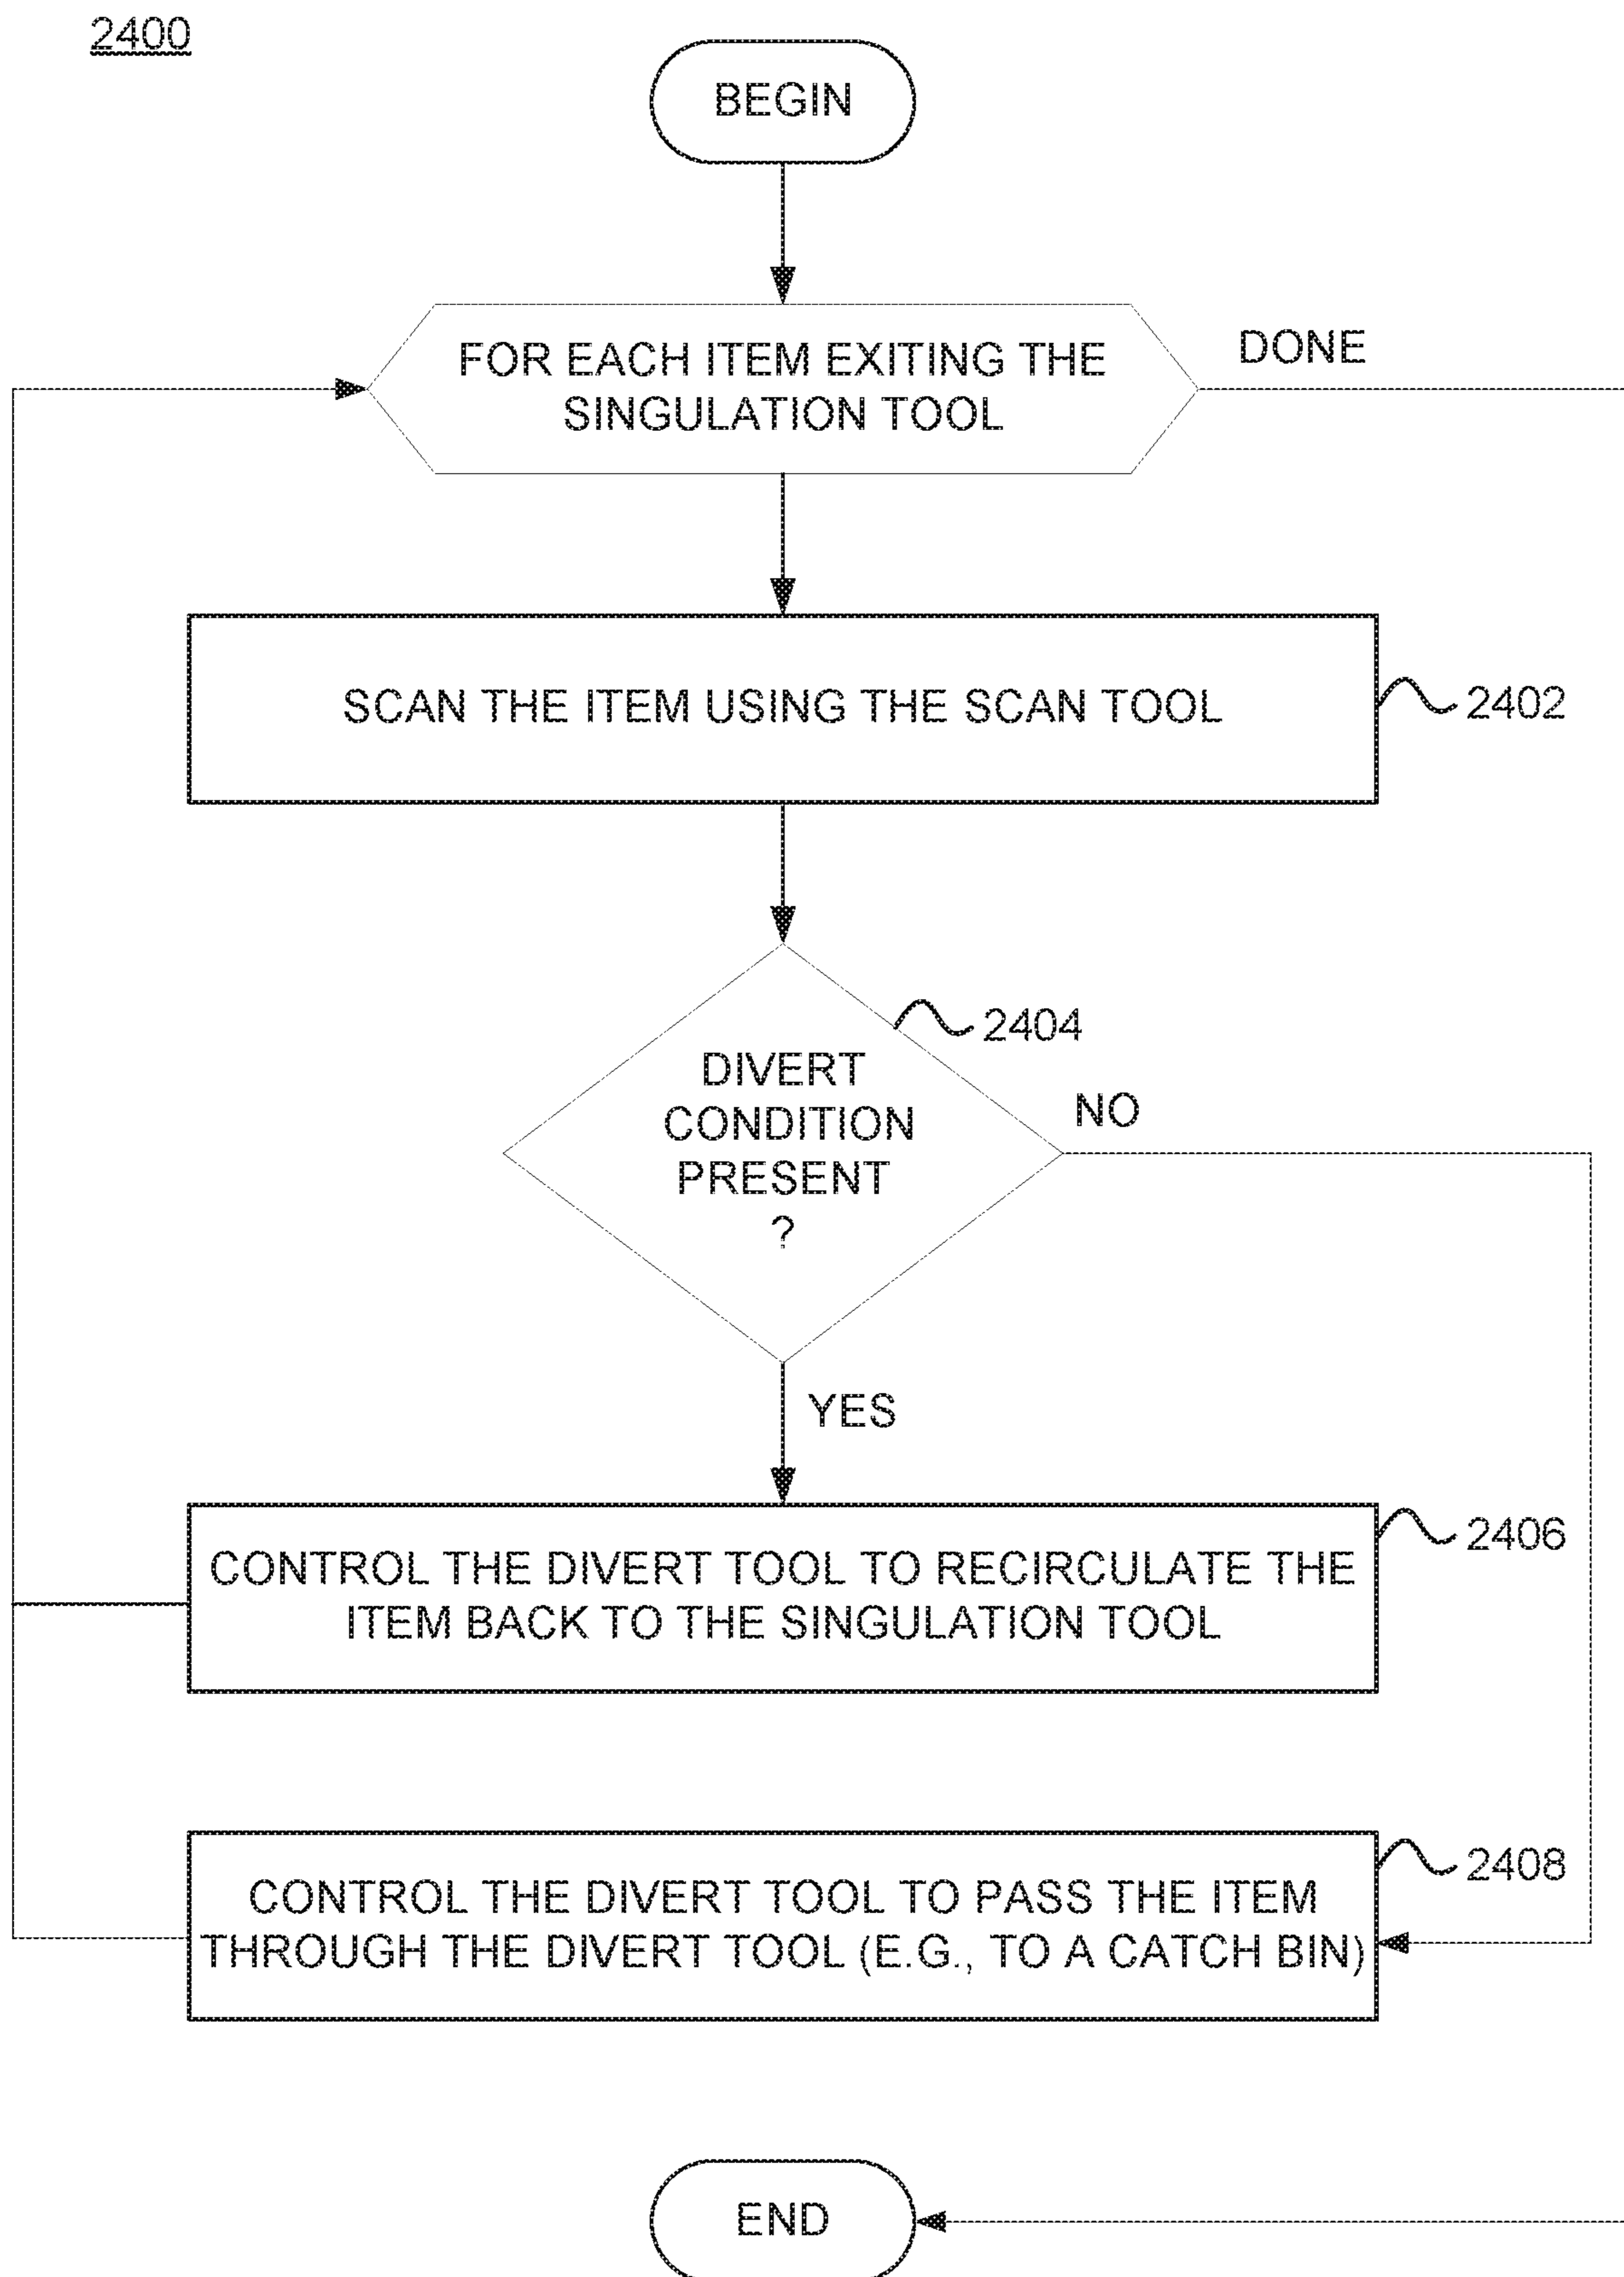 2400
BEGIN
FOR EACH ITEM EXITING THE
SINGULATION TOOL
DONE
SCAN THE ITEM USING THE SCAN TOOL
2402
2404
DIVERT
CONDITION
PRESENT
?
NO
YES
CONTROL THE DIVERT TOOL TO RECIRCULATE THE
ITEM BACK TO THE SINGULATION TOOL
2406
CONTROL THE DIVERT TOOL TO PASS THE ITEM
THROUGH THE DIVERT TOOL (E.G., TO A CATCH BIN)
2408
END